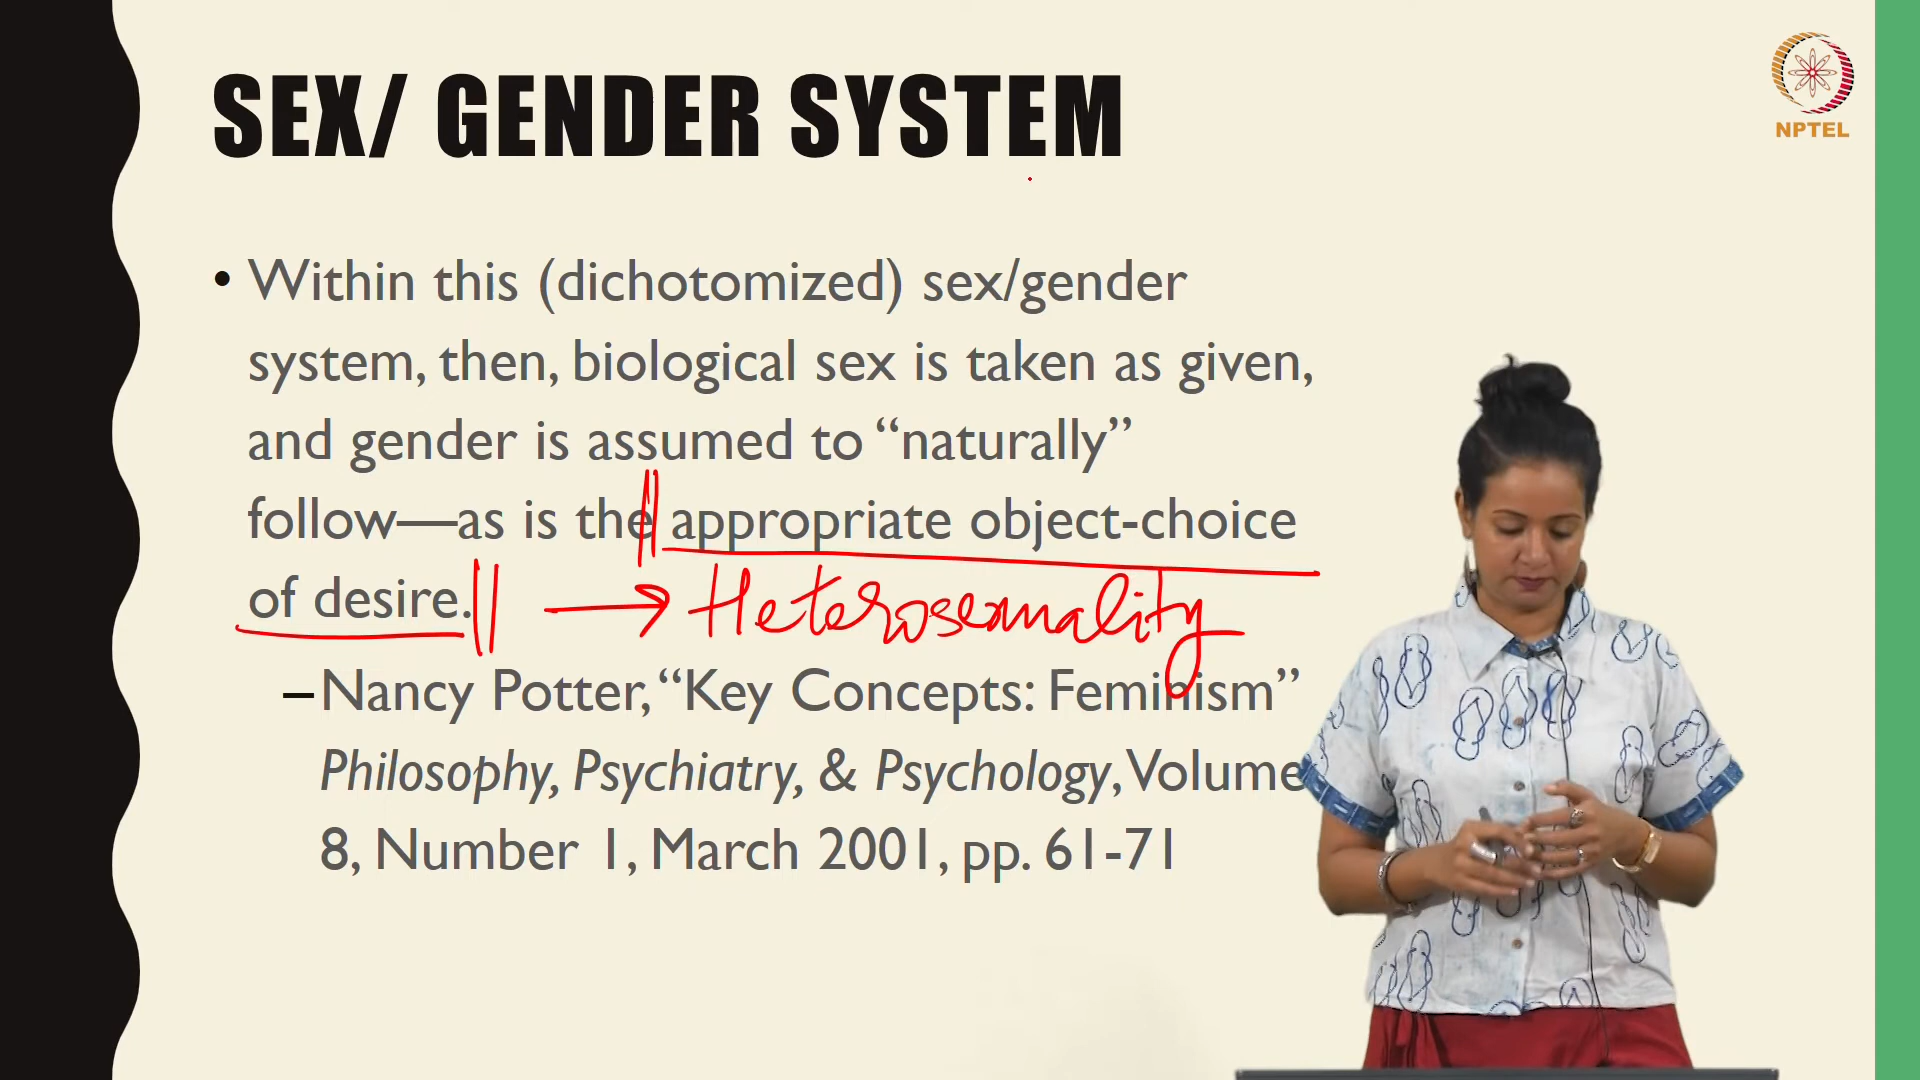 SEX/ GENDER SYSTEM
NPTEL
• Within this (dichotomized) sex/gender
system, then, biological sex is taken as given,
and gender is assumed to “naturally”
follow—as is the appropriate object-choice
of desire. → Heterosexuality
–Nancy Potter, “Key Concepts: Feminism”
Philosophy, Psychiatry, & Psychology, Volume
8, Number 1, March 2001, pp. 61-71